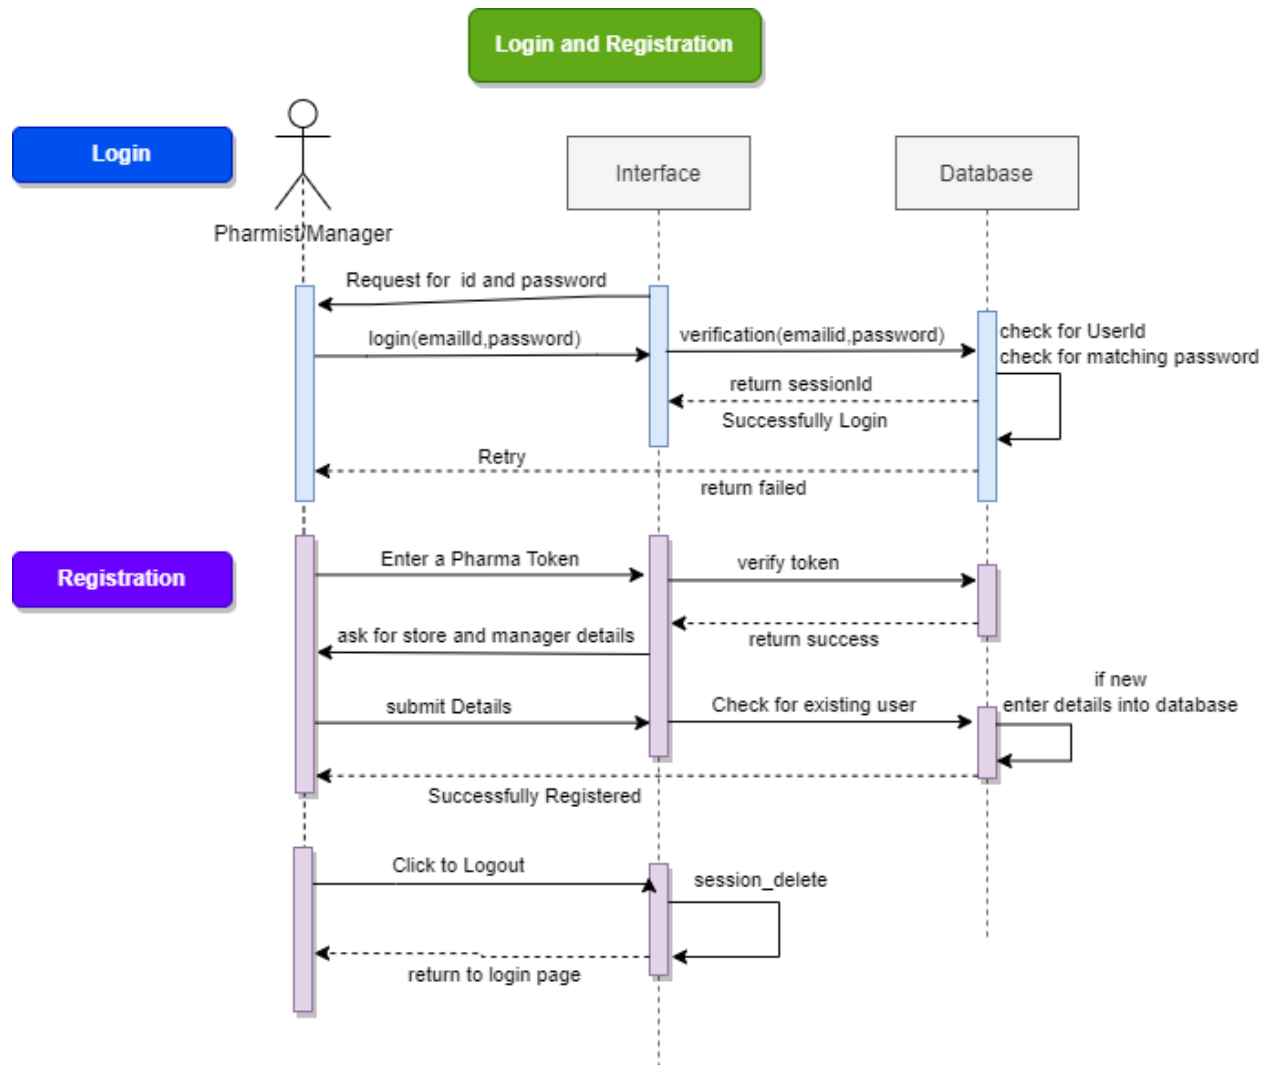 Login and Registration
Login
Interface
Database
Pharmist/Manager
Request for  id and password
login(emailId,password)
verification(emailid,password)
check for UserId
check for matching password
return sessionId
Successfully Login
Retry
return failed
Registration
Enter a Pharma Token
verify token
ask for store and manager details
return success
if new
enter details into database
submit Details
Check for existing user
Successfully Registered
Click to Logout
session_delete
return to login page